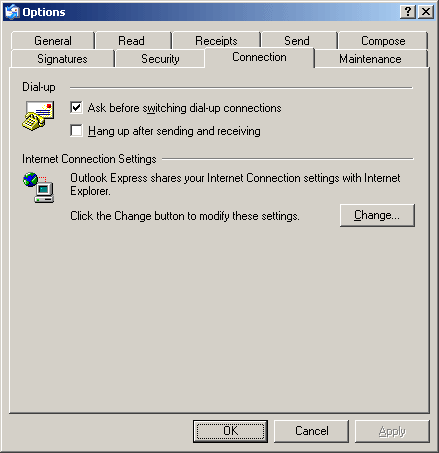 Options
General Read Receipts Send Compose
Signatures Security Connection Maintenance
Dial-up
Ask before switching dial-up connections
Hang up after sending and receiving
Internet Connection Settings
Outlook Express shares your Internet Connection settings with Internet
Explorer.
Click the Change button to modify these settings. Change...
OK Cancel Apply